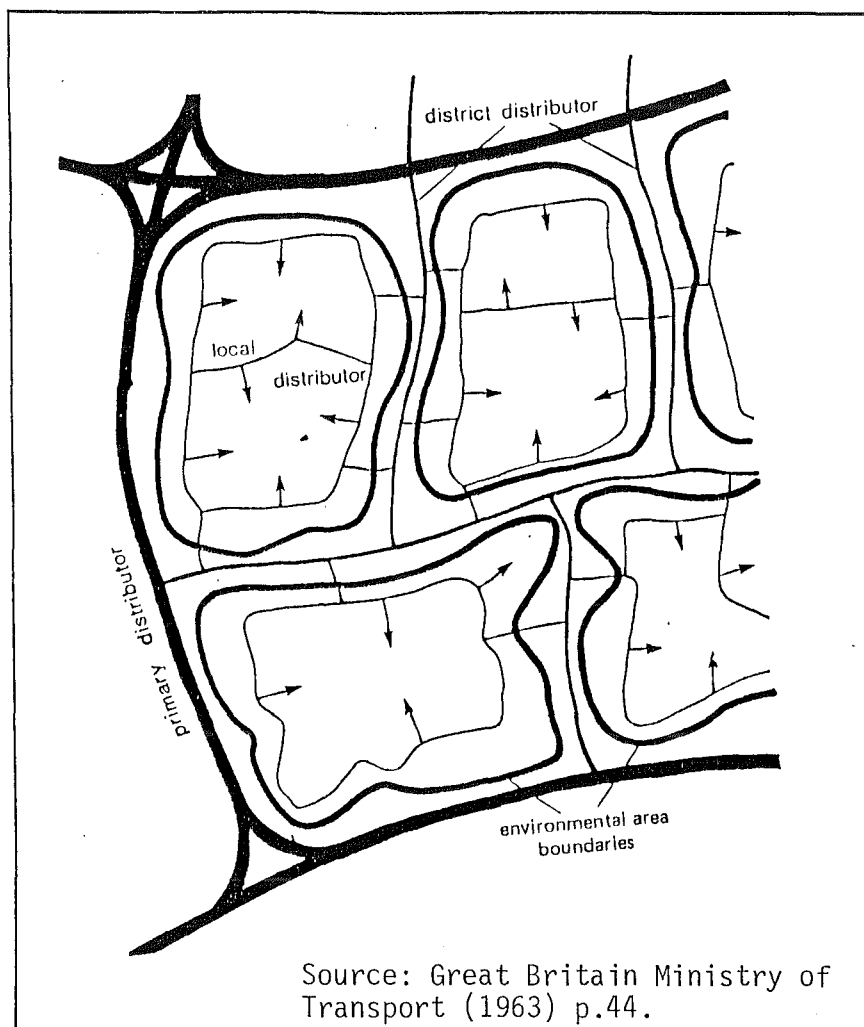 district distributor
local
distributor
primary distributor
environmental area
boundaries
Source: Great Britain Ministry of
Transport (1963) p.44.